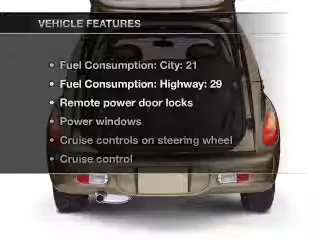 VEHICLE FEATURES
• Fuel Consumption: City: 21
• Fuel Consumption: Highway: 29
• Remote power door locks
• Power windows
• Cruise controls on steering wheel
• Cruise control